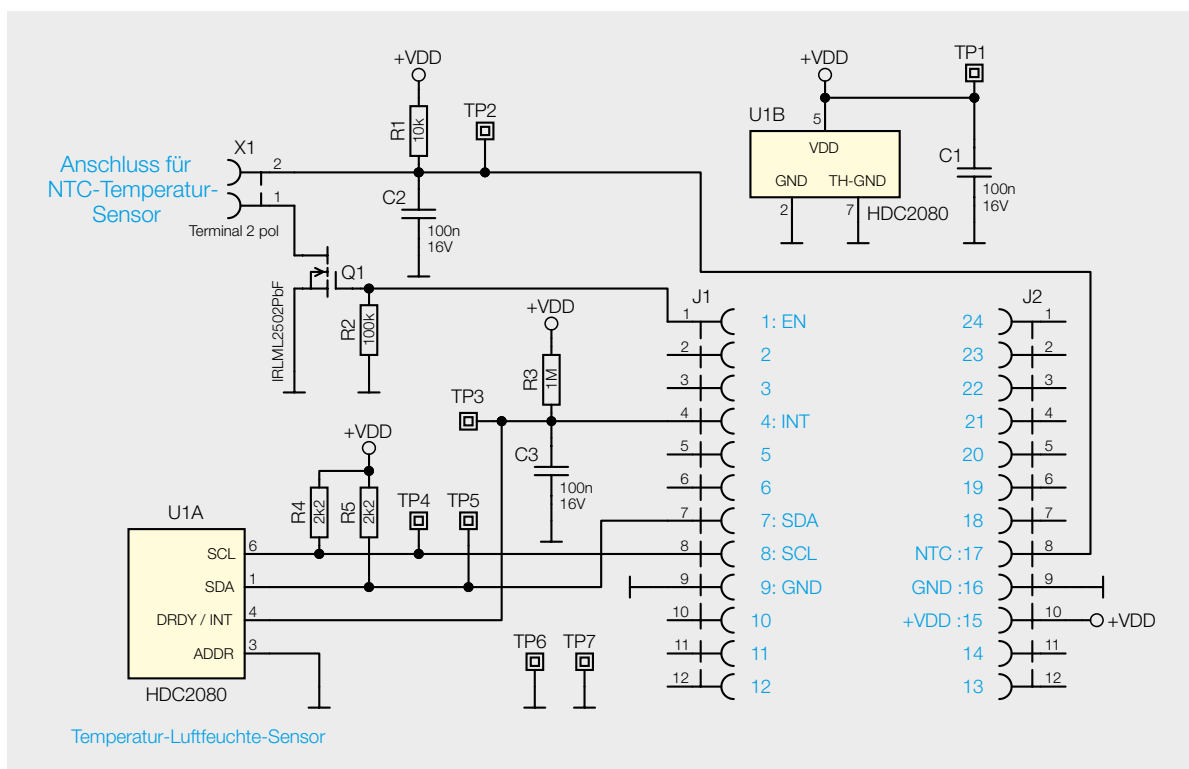 +VDD
R1
10k
TP2
X1
2
1
Anschluss für
NTC-Temperatur-
Sensor
Terminal 2 pol
C2
100n
16V
Q1
IRLML2502PbF
R2
100k
+VDD
TP1
U1B
5
VDD
GND
TH-GND
2
7
HDC2080
C1
100n
16V
+VDD
R3
1M
TP3
C3
100n
16V
+VDD
R4
2k2
R5
2k2
TP4
TP5
U1A
SCL
6
SDA
1
DRDY / INT
4
ADDR
3
HDC2080
Temperatur-Luftfeuchte-Sensor
TP6
TP7
J1
1
1: EN
2
2
3
3
4
4: INT
5
5
6
6
7
7: SDA
8
8: SCL
9
9: GND
10
10
11
11
12
12
J2
24
1
23
2
22
3
21
4
20
5
19
6
18
7
NTC :17
8
GND :16
9
+VDD :15
10
+VDD
14
11
13
12